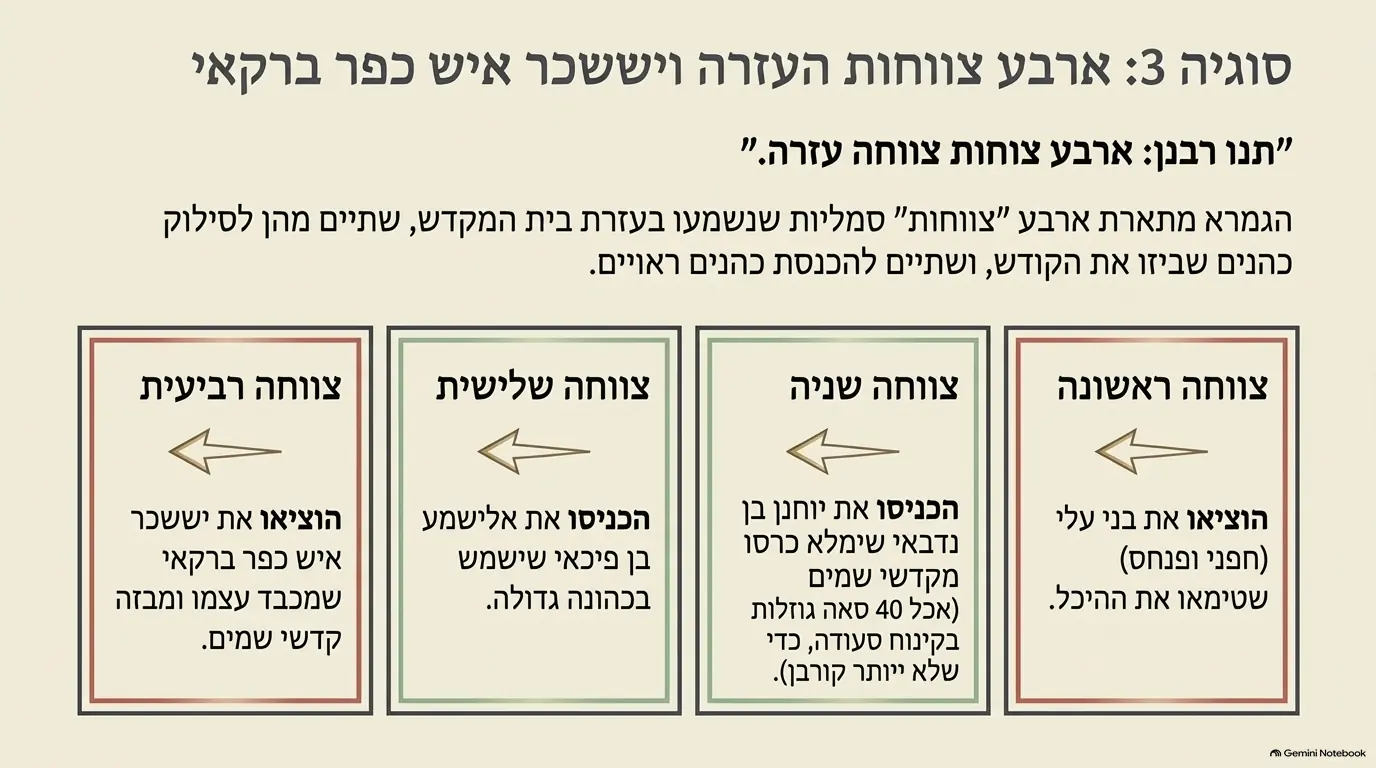 סוגיה 3: ארבע צווחות העזרה ויששכר איש כפר ברקאי
"תנו רבנן: ארבע צוחות צווחה עזרה."
הגמרא מתארת ארבע "צווחות" סמליות שנשמעו בעזרת בית המקדש, שתיים מהן לסילוק
כהנים שביזו את הקודש, ושתיים להכנסת כהנים ראויים.
צווחה ראשונה
הוציאו את בני עלי
(חפני ופנחס)
שטימאו את ההיכל.
צווחה שניה
הכניסו את יוחנן בן
נדבאי שימלא כרסו
מקדשי שמים
(אכל 40 סאה גוזלות
בקינוח סעודה, כדי
שלא ייותר קורבן).
צווחה שלישית
הכניסו את אלישמע
בן פיכאי שישמש
בכהונה גדולה.
צווחה רביעית
הוציאו את יששכר
איש כפר ברקאי
שמכבד עצמו ומבזה
קדשי שמים.
Gemini Notebook